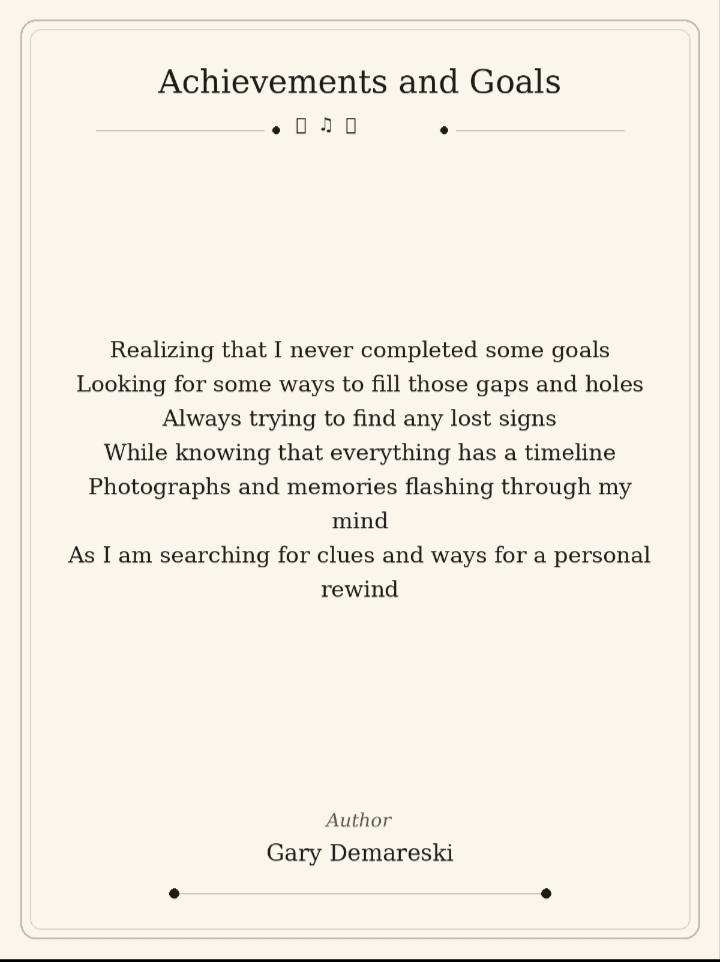 Achievements and Goals
♫
Realizing that I never completed some goals
Looking for some ways to fill those gaps and holes
Always trying to find any lost signs
While knowing that everything has a timeline
Photographs and memories flashing through my
mind
As I am searching for clues and ways for a personal
rewind
Author
Gary Demareski